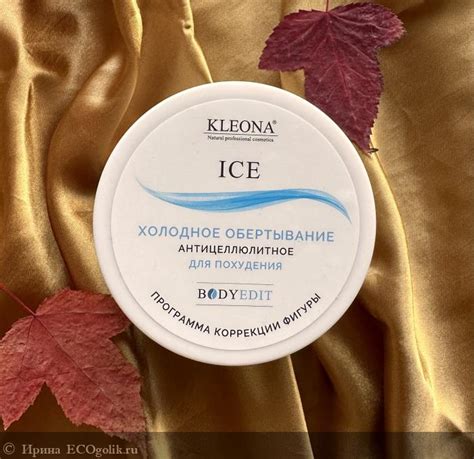 KLEONA®
Natural professional cosmetics
ICE
ХОЛОДНОЕ ОБЕРТЫВАНИЕ
АНТИЦЕЛЛЮЛИТНОЕ
ДЛЯ ПОХУДЕНИЯ
BODYEDIT
ПРОГРАММА КОРРЕКЦИИ ФИГУРЫ
© Ирина ECOgolik.ru